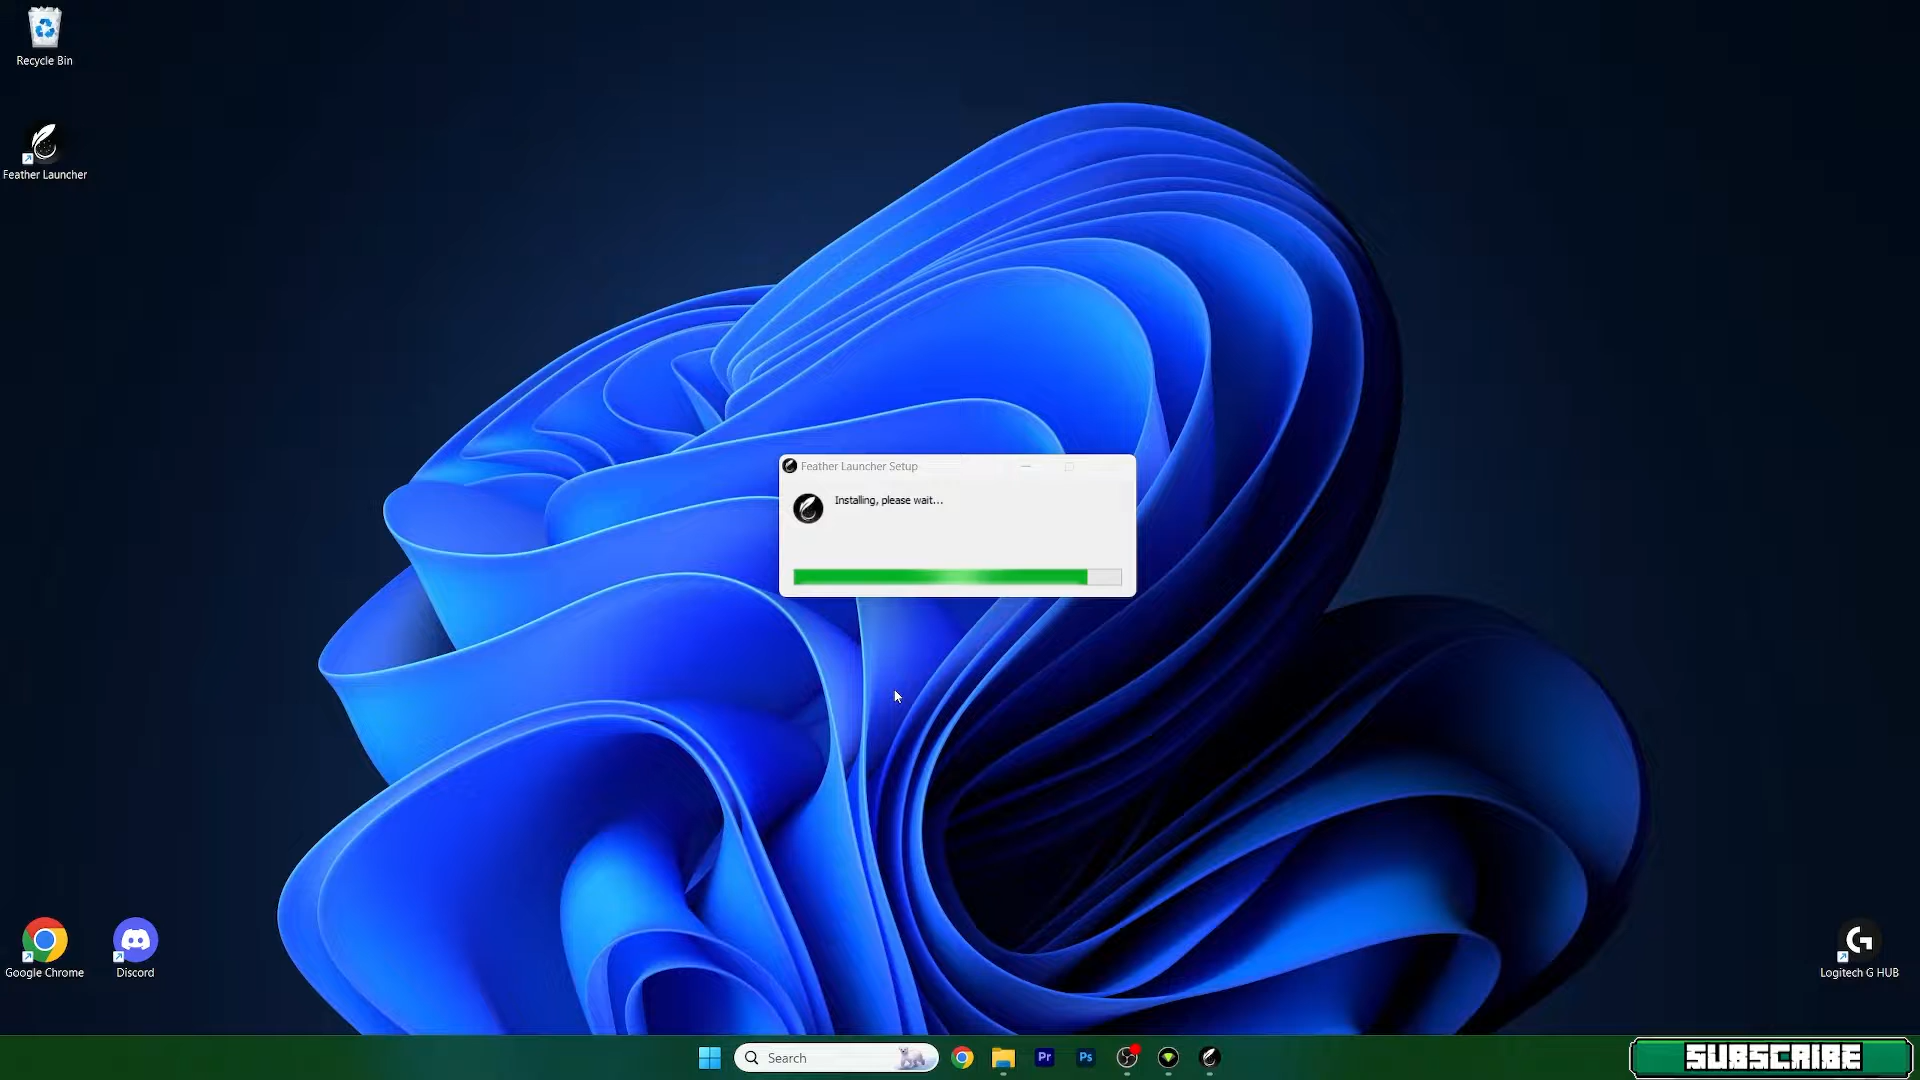 Recycle Bin
Feather Launcher
Feather Launcher Setup
Installing, please wait...
Google Chrome
Discord
Logitech G HUB
Search
Pr
Ps
SUBSCRIBE